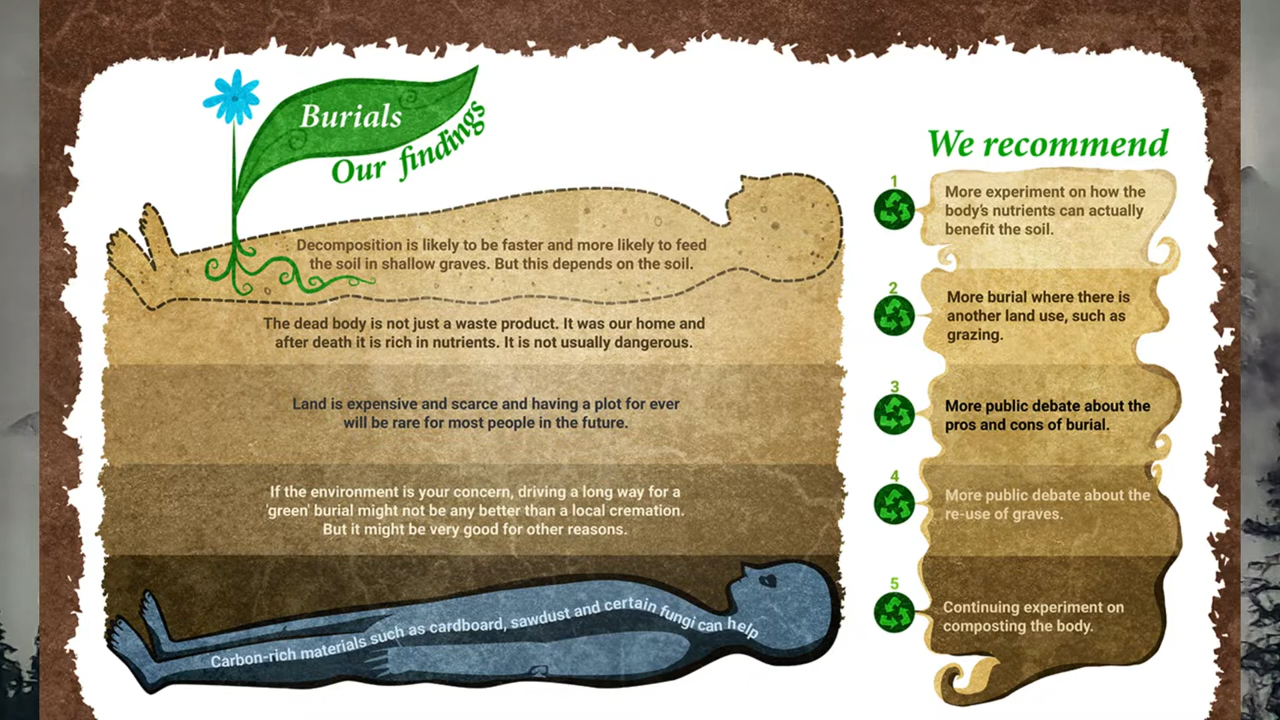 Burials
Our findings
Decomposition is likely to be faster and more likely to feed
the soil in shallow graves. But this depends on the soil.
The dead body is not just a waste product. It was our home and
after death it is rich in nutrients. It is not usually dangerous.
Land is expensive and scarce and having a plot for ever
will be rare for most people in the future.
If the environment is your concern, driving a long way for a
'green' burial might not be any better than a local cremation.
But it might be very good for other reasons.
Carbon-rich materials such as cardboard, sawdust and certain fungi can help
We recommend
1
More experiment on how the
body's nutrients can actually
benefit the soil.
2
More burial where there is
another land use, such as
grazing.
3
More public debate about the
pros and cons of burial.
4
More public debate about the
re-use of graves.
5
Continuing experiment on
composting the body.